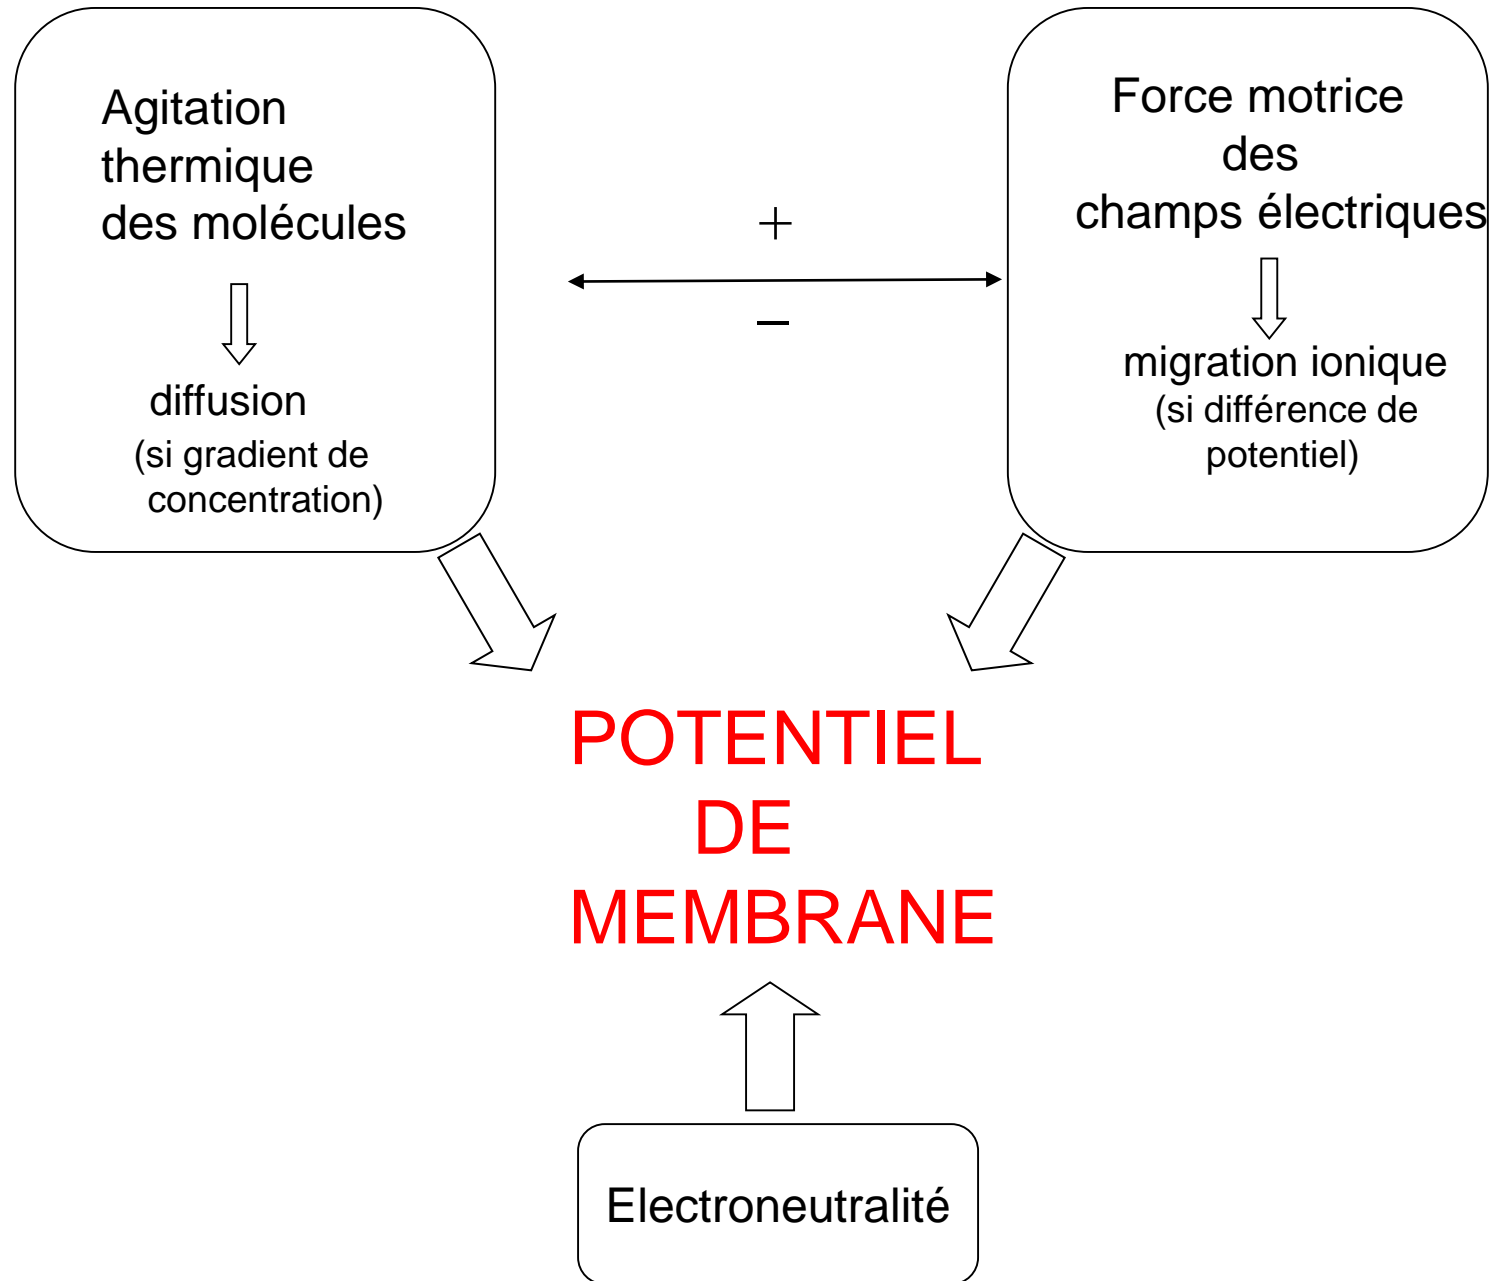 Agitation
thermique
des molécules
diffusion
(si gradient de
concentration)
+
–
Force motrice
des
champs électriques
migration ionique
(si différence de
potentiel)
POTENTIEL
DE
MEMBRANE
Electroneutralité